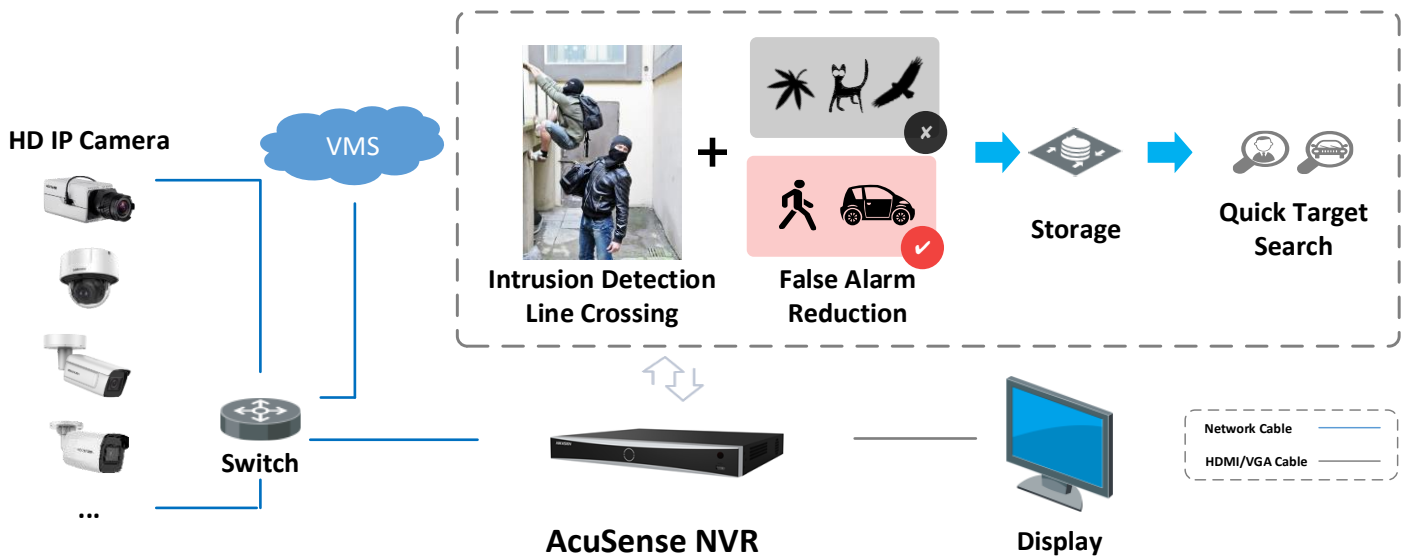 HD IP Camera
VMS
Intrusion Detection
Line Crossing
False Alarm
Reduction
Storage
Quick Target
Search
Switch
...
AcuSense NVR
Display
Network Cable
HDMI/VGA Cable